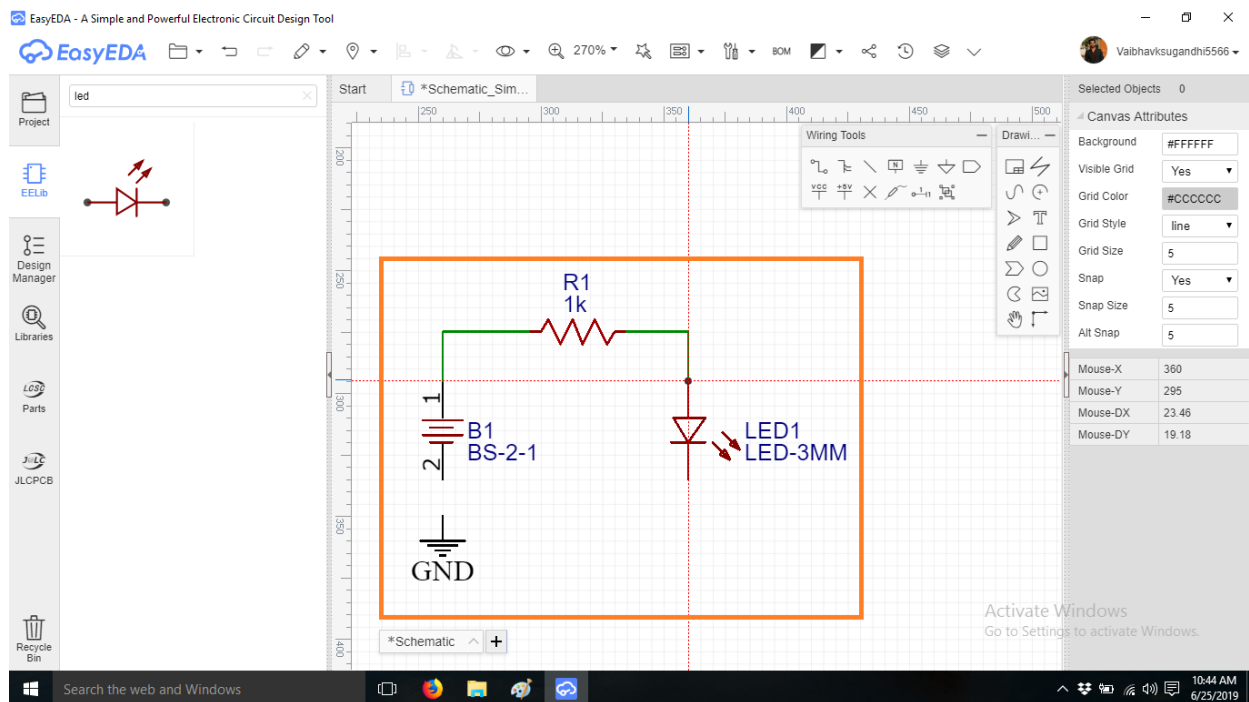 EasyEDA - A Simple and Powerful Electronic Circuit Design Tool
EasyEDA
270%
BOM
Vaibhavksugandhi5566
Project
EELib
Design
Manager
Libraries
LCSC
Parts
J@LC
JLCPCB
Recycle
Bin
led
Start
*Schematic_Sim...
250
300
350
400
450
500
200
250
300
350
400
Wiring Tools
N
VCC
+5V
Drawi...
T
R1
1k
1
B1
BS-2-1
2
LED1
LED-3MM
GND
*Schematic
+
Selected Objects 0
Canvas Attributes
Background #FFFFFF
Visible Grid Yes
Grid Color #CCCCCC
Grid Style line
Grid Size 5
Snap Yes
Snap Size 5
Alt Snap 5
Mouse-X 360
Mouse-Y 295
Mouse-DX 23.46
Mouse-DY 19.18
Activate Windows
Go to Settings to activate Windows.
Search the web and Windows
10:44 AM
6/25/2019